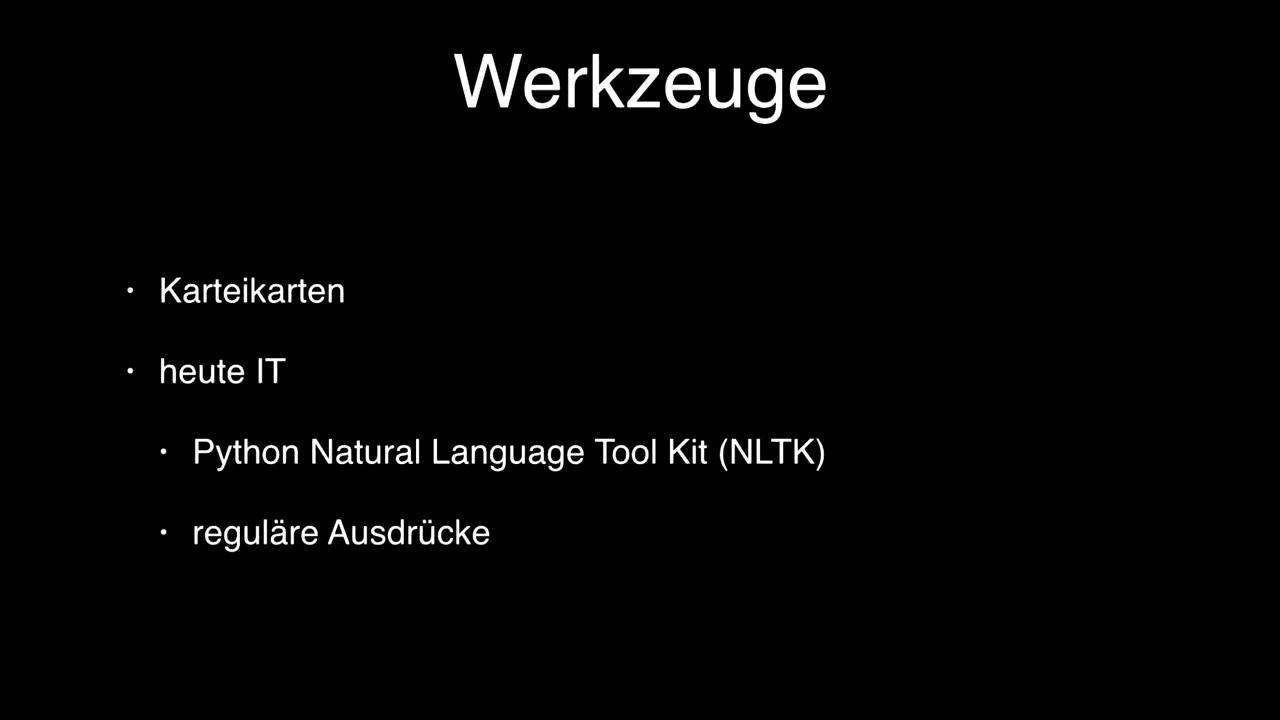 Werkzeuge
• Karteikarten
• heute IT
• Python Natural Language Tool Kit (NLTK)
• reguläre Ausdrücke